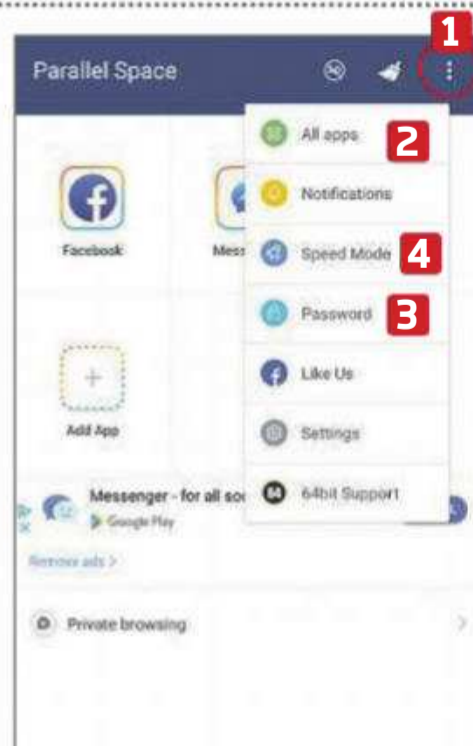 1
Parallel Space
All apps 2
Notifications
Speed Mode 4
Password 3
Like Us
Settings
64bit Support
Facebook
Mess
Add App
Messenger - for all so
Google Play
Remove ads >
Private browsing